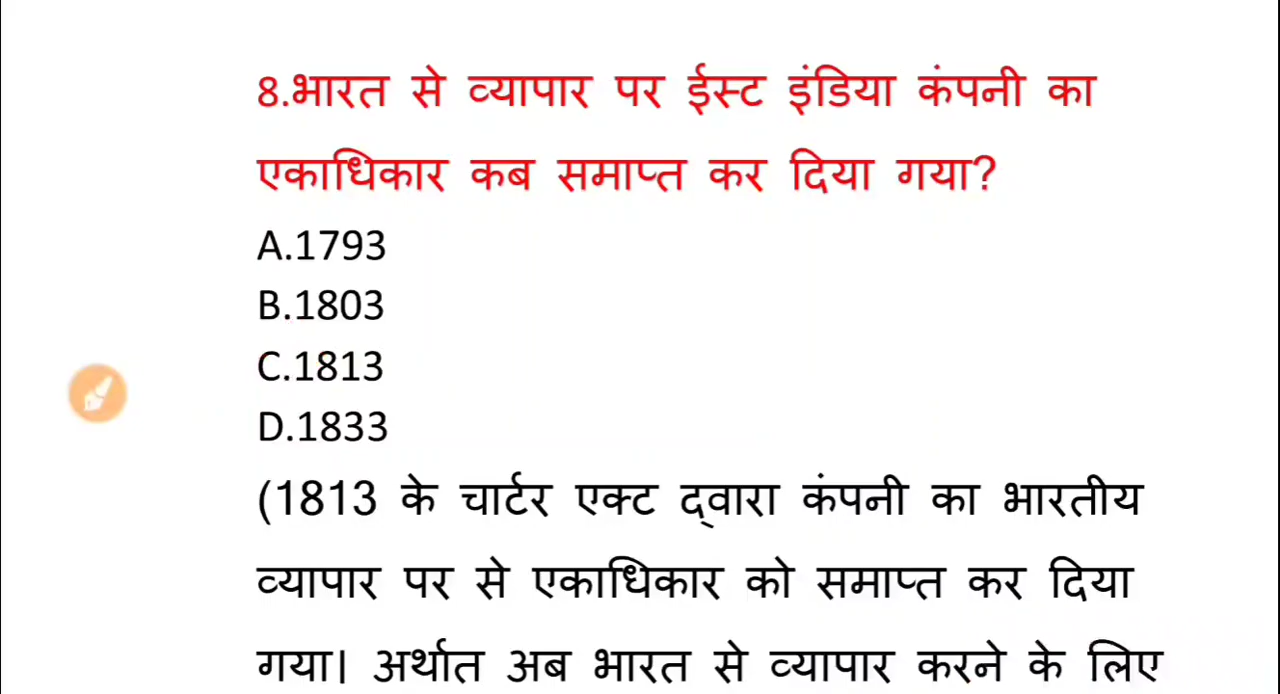 8.भारत से व्यापार पर ईस्ट इंडिया कंपनी का
एकाधिकार कब समाप्त कर दिया गया?
A.1793
B.1803
C.1813
D.1833
(1813 के चार्टर एक्ट द्वारा कंपनी का भारतीय
व्यापार पर से एकाधिकार को समाप्त कर दिया
गया। अर्थात अब भारत से व्यापार करने के लिए